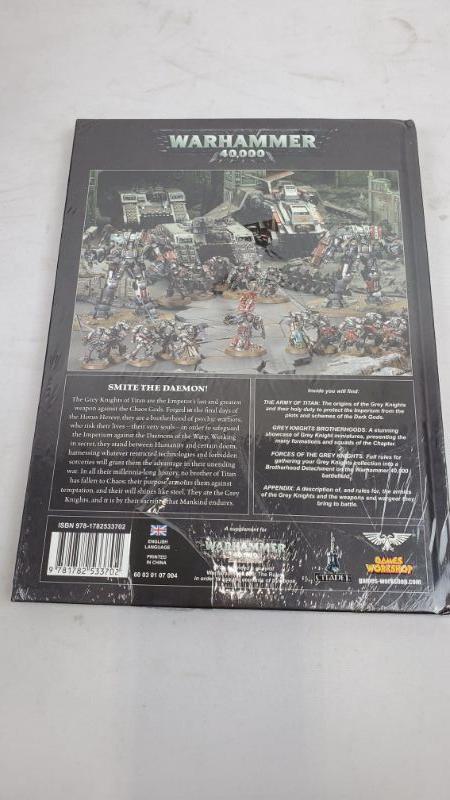 WARHAMMER
40,000
SMITE THE DAEMON!
The Grey Knights of Titan are the Emperor's last and greatest
weapon against the Chaos Gods. Forged in the final days of
the Horus Heresy, they are a brotherhood of psychic warriors,
who risk their lives – their very souls – in order to safeguard
the Imperium against the Daemons of the Warp. Working
in secret, they stand between Humanity and certain doom,
harnessing whatever restricted technologies and forbidden
sorceries will grant them the advantage in their unending
war. In all their millennia-long history, no brother of Titan
has fallen to Chaos: their purpose armours them against
temptation, and their will shines like steel. They are the Grey
Knights, and it is by their sacrifice that Mankind endures.
Inside you will find:
THE ARMY OF TITAN: The origins of the Grey Knights
and their holy duty to protect the Imperium from the
plots and schemes of the Dark Gods.
GREY KNIGHTS BROTHERHOODS: A stunning
showcase of Grey Knight miniatures, presenting the
many formations and squads of the Chapter.
FORCES OF THE GREY KNIGHTS: Full rules for
gathering your Grey Knights collection into a
Brotherhood Detachment on the Warhammer 40,000
battlefield.
APPENDIX: A description of, and rules for, the armies
of the Grey Knights and the weapons and wargear they
bring to battle.
ISBN 978-1782533702
9 781782 533702
ENGLISH
LANGUAGE
PRINTED
IN CHINA
60 03 01 07 004
A supplement for
WARHAMMER
40,000
The Rules
in order to
CITADEL
GAMES
WORKSHOP
games-workshop.com